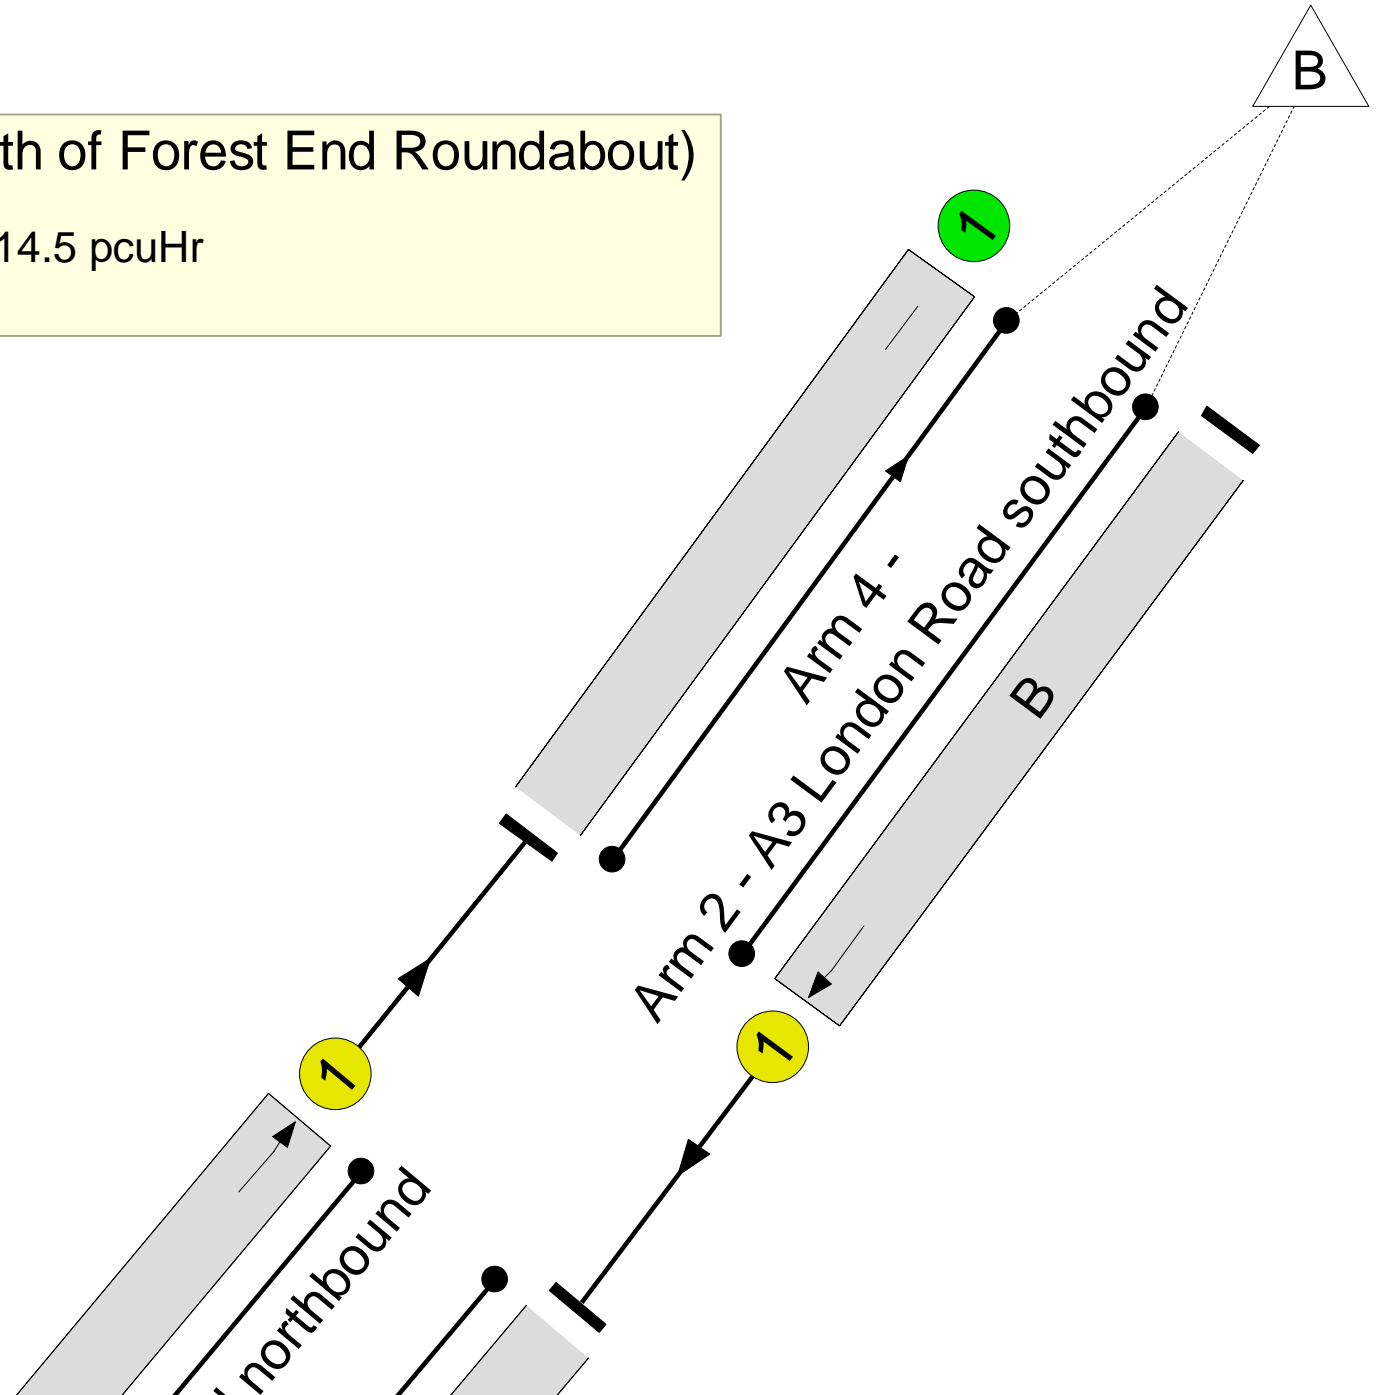 B
th of Forest End Roundabout)
14.5 pcuHr
1
Arm 4 -
Arm 2 - A3 London Road southbound
B
1
1
northbound